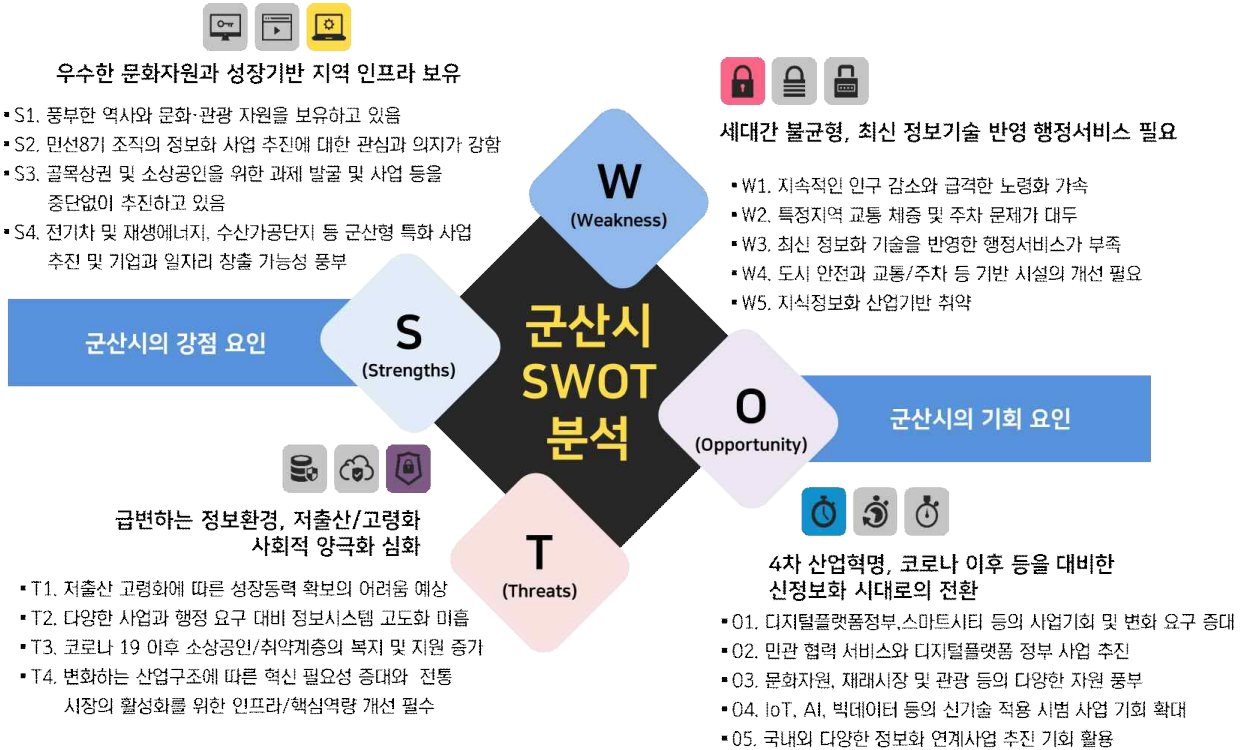 우수한 문화자원과 성장기반 지역 인프라 보유
▪S1. 풍부한 역사와 문화·관광 자원을 보유하고 있음
▪S2. 민선8기 조직의 정보화 사업 추진에 대한 관심과 의지가 강함
▪S3. 골목상권 및 소상공인을 위한 과제 발굴 및 사업 등을
중단없이 추진하고 있음
▪S4. 전기차 및 재생에너지, 수산가공단지 등 군산형 특화 사업
추진 및 기업과 일자리 창출 가능성 풍부
군산시의 강점 요인
S
(Strengths)
W
(Weakness)
세대간 불균형, 최신 정보기술 반영 행정서비스 필요
▪W1. 지속적인 인구 감소와 급격한 노령화 가속
▪W2. 특정지역 교통 체증 및 주차 문제가 대두
▪W3. 최신 정보화 기술을 반영한 행정서비스가 부족
▪W4. 도시 안전과 교통/주차 등 기반 시설의 개선 필요
▪W5. 지식정보화 산업기반 취약
군산시
SWOT
분석
O
(Opportunity)
군산시의 기회 요인
급변하는 정보환경, 저출산/고령화
사회적 양극화 심화
▪T1. 저출산 고령화에 따른 성장동력 확보의 어려움 예상
▪T2. 다양한 사업과 행정 요구 대비 정보시스템 고도화 미흡
▪T3. 코로나 19 이후 소상공인/취약계층의 복지 및 지원 증가
▪T4. 변화하는 산업구조에 따른 혁신 필요성 증대와 전통
시장의 활성화를 위한 인프라/핵심역량 개선 필수
T
(Threats)
4차 산업혁명, 코로나 이후 등을 대비한
신정보화 시대로의 전환
▪O1. 디지털플랫폼정부,스마트시티 등의 사업기회 및 변화 요구 증대
▪O2. 민관 협력 서비스와 디지털플랫폼 정부 사업 추진
▪O3. 문화자원, 재래시장 및 관광 등의 다양한 자원 풍부
▪O4. IoT, AI, 빅데이터 등의 신기술 적용 시범 사업 기회 확대
▪O5. 국내외 다양한 정보화 연계사업 추진 기회 활용